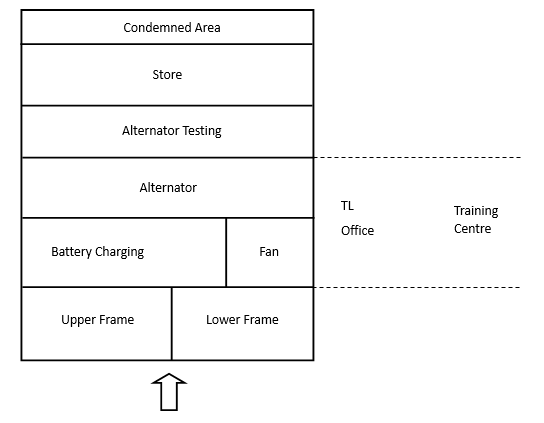 Condemned Area
Store
Alternator Testing
Alternator
TL
Office
Training
Centre
Battery Charging
Fan
Upper Frame
Lower Frame